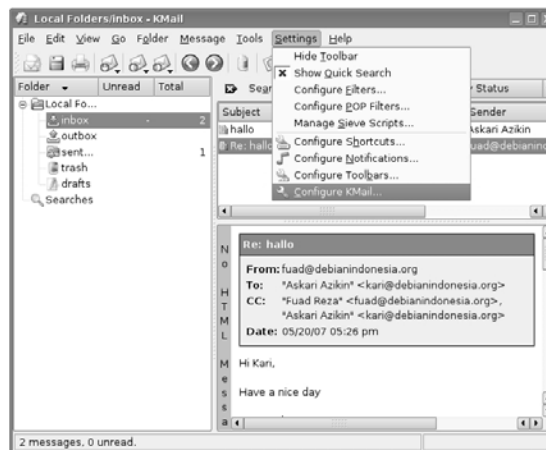 Local Folders/inbox - KMail
File Edit View Go Folder Message Tools Settings Help
Hide Toolbar
Show Quick Search
Configure Filters...
Configure POP Filters...
Manage Sieve Scripts...
Configure Shortcuts...
Configure Notifications...
Configure Toolbars...
Configure KMail...
Folder Unread Total
Local Fo...
inbox - 2
outbox
sent... 1
trash
drafts
Searches
Sear Status
Subject Sender
hallo Askari Azikin
Re: hallo fuad@debianindo
No HTML Messa
Re: hallo
From: fuad@debianindonesia.org
To: "Askari Azikin" <kari@debianindonesia.org>
CC: "Fuad Reza" <fuad@debianindonesia.org>,
"Askari Azikin" <kari@debianindonesia.org>
Date: 05/20/07 05:26 pm
Hi Kari,
Have a nice day
2 messages, 0 unread.